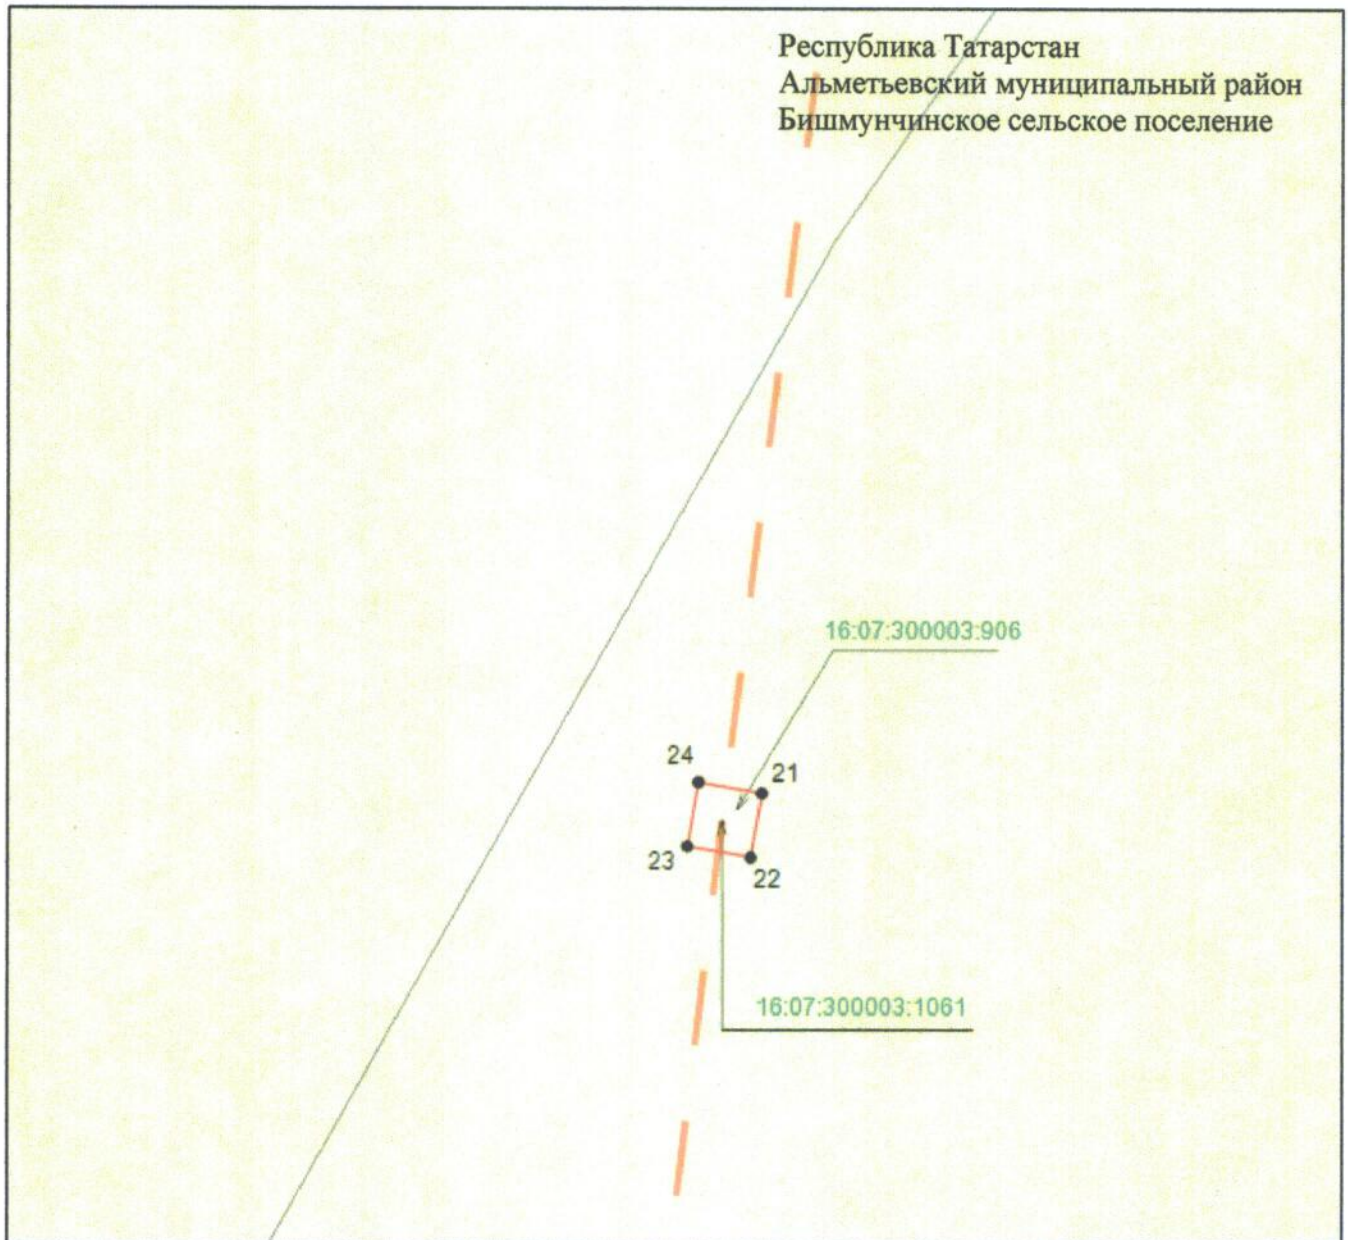 Республика Татарстан
Альметьевский муниципальный район
Бишмунчинское сельское поселение
16:07:300003:906
24
21
23
22
16:07:300003:1061